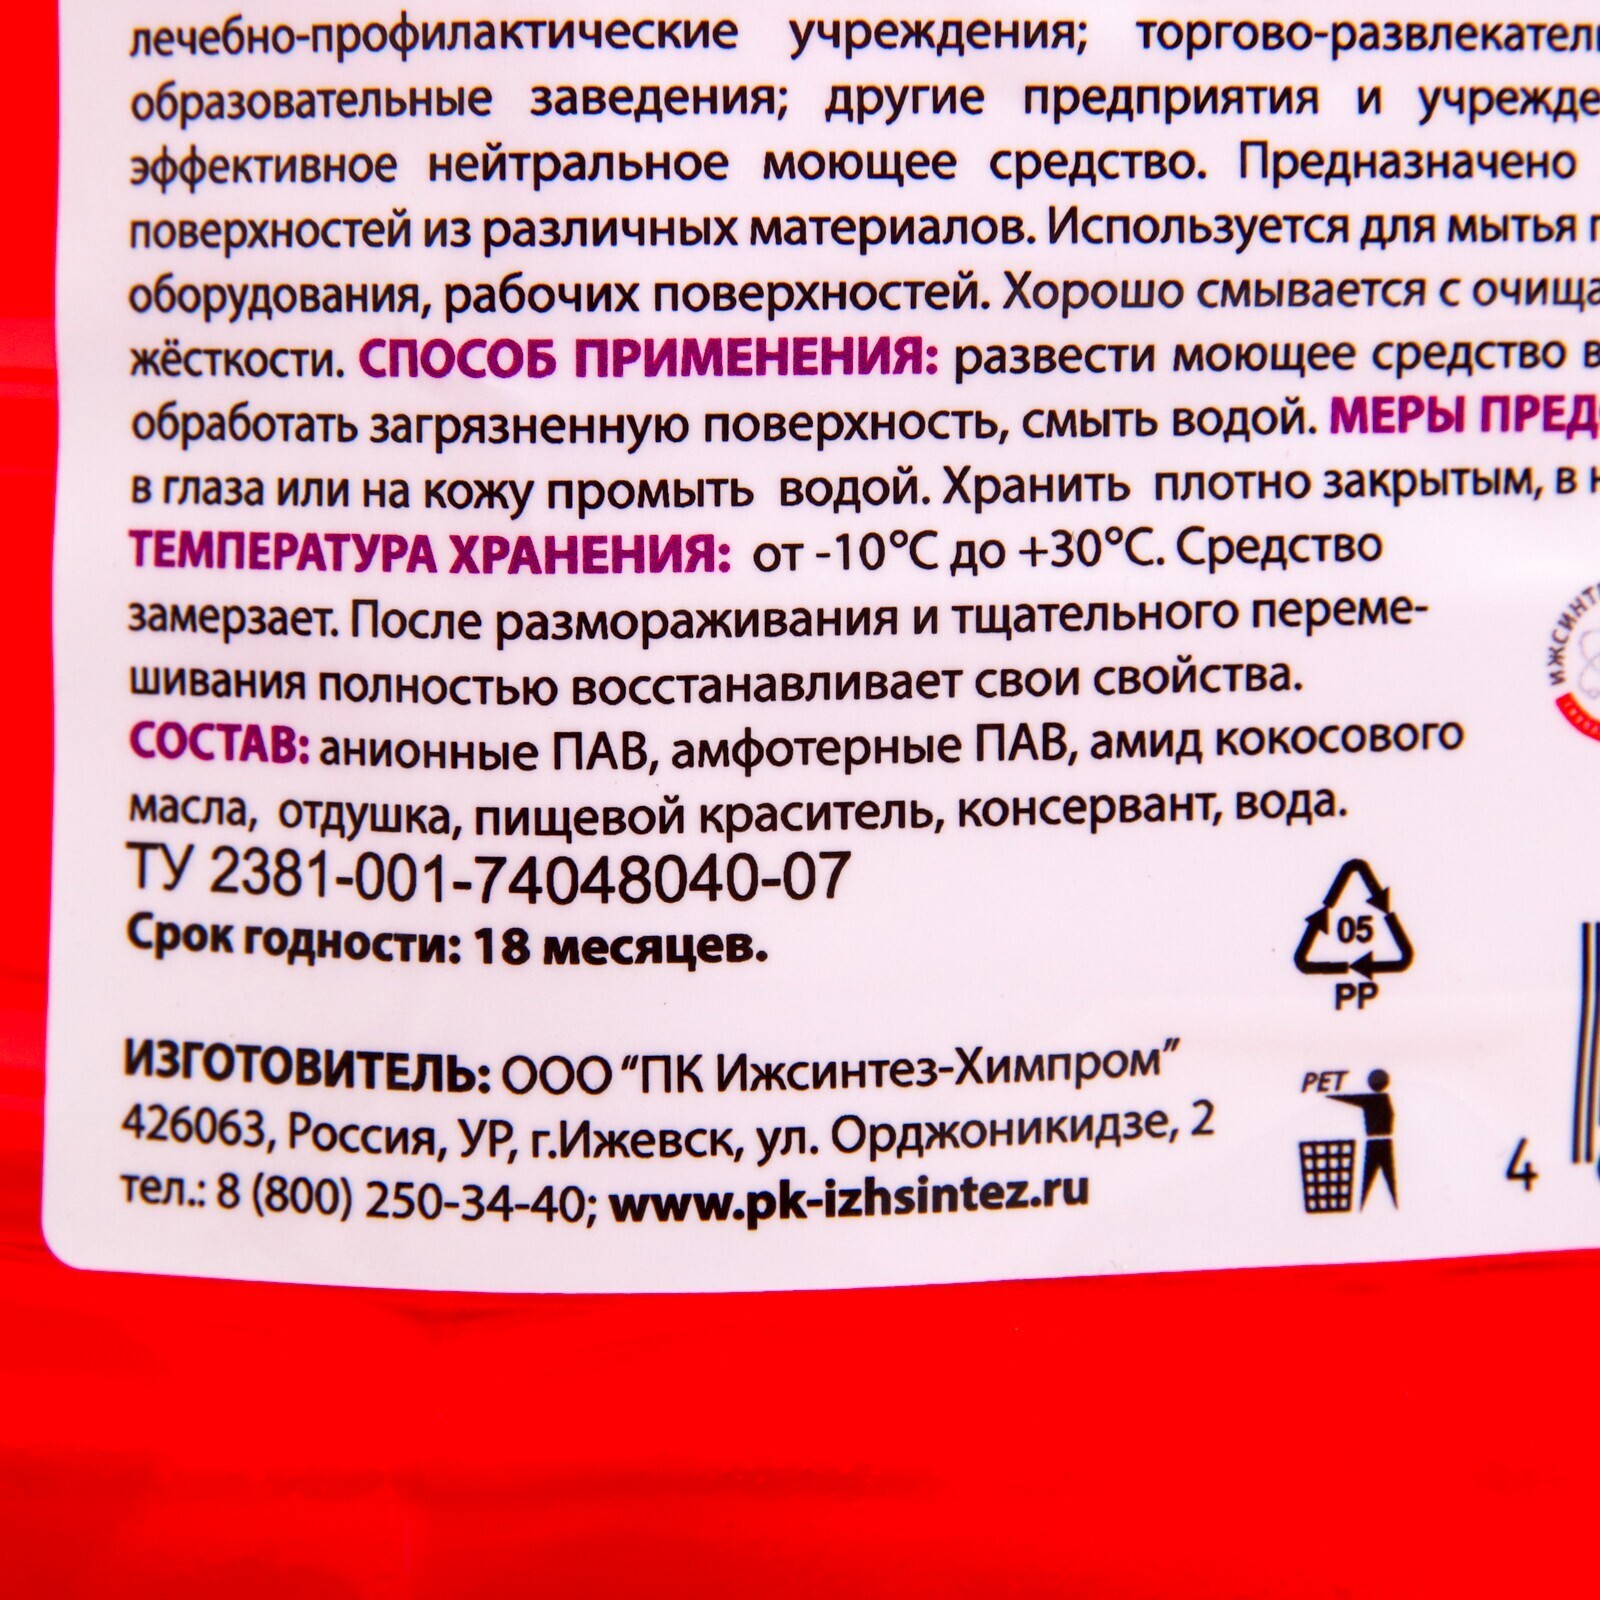 лечебно-профилактические учреждения; торгово-развлекатель
образовательные заведения; другие предприятия и учрежде
эффективное нейтральное моющее средство. Предназначено
поверхностей из различных материалов. Используется для мытья п
оборудования, рабочих поверхностей. Хорошо смывается с очища
жёсткости. СПОСОБ ПРИМЕНЕНИЯ: развести моющее средство в
обработать загрязненную поверхность, смыть водой. МЕРЫ ПРЕД
в глаза или на кожу промыть водой. Хранить плотно закрытым, в н
ТЕМПЕРАТУРА ХРАНЕНИЯ: от -10°С до +30°С. Средство
замерзает. После размораживания и тщательного переме-
шивания полностью восстанавливает свои свойства.
СОСТАВ: анионные ПАВ, амфотерные ПАВ, амид кокосового
масла, отдушка, пищевой краситель, консервант, вода.
ТУ 2381-001-74048040-07
Срок годности: 18 месяцев.
ИЗГОТОВИТЕЛЬ: ООО "ПК Ижсинтез-Химпром"
426063, Россия, УР, г.Ижевск, ул. Орджоникидзе, 2
тел.: 8 (800) 250-34-40; www.pk-izhsintez.ru
ИЖСИНТ
05
PP
PET
4